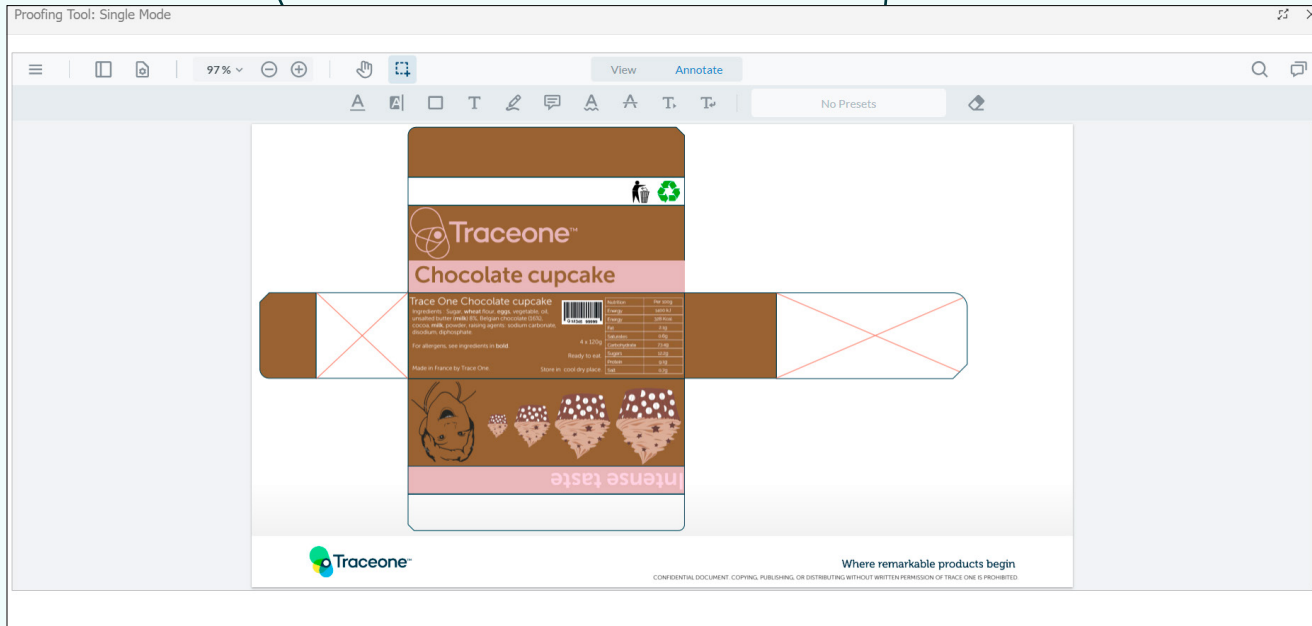 Proofing Tool: Single Mode
97%
View
Annotate
No Presets
Traceone™
Chocolate cupcake
Trace One Chocolate cupcake
Ingredients : Sugar, wheat flour, eggs, vegetable, oil,
unsalted butter (milk) 8%, Belgian chocolate (16%),
cocoa, milk, powder, raising agents: sodium carbonate,
disodium, diphosphate
For allergens, see ingredients in bold.
4 x 120g
Ready to eat
Made in France by Trace One
Store in cool dry place
Nutrition Per 100g
Energy
Energy
Fat
Saturates
Carbohydrate
Sugars
Protein
Salt
Intense taste
Traceone™
Where remarkable products begin
CONFIDENTIAL DOCUMENT. COPYING, PUBLISHING, OR DISTRIBUTING WITHOUT WRITTEN PERMISSION OF TRACE ONE IS PROHIBITED.